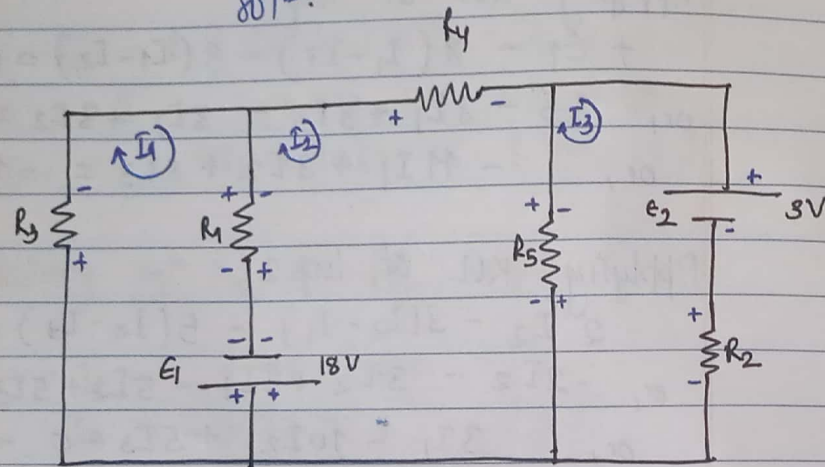 R4
I1 I2 I3
+ -
- + - + - +
R3 R1 R5 E2 3V
+ - + - + -
+
- - R2
E1 18V -
+ +